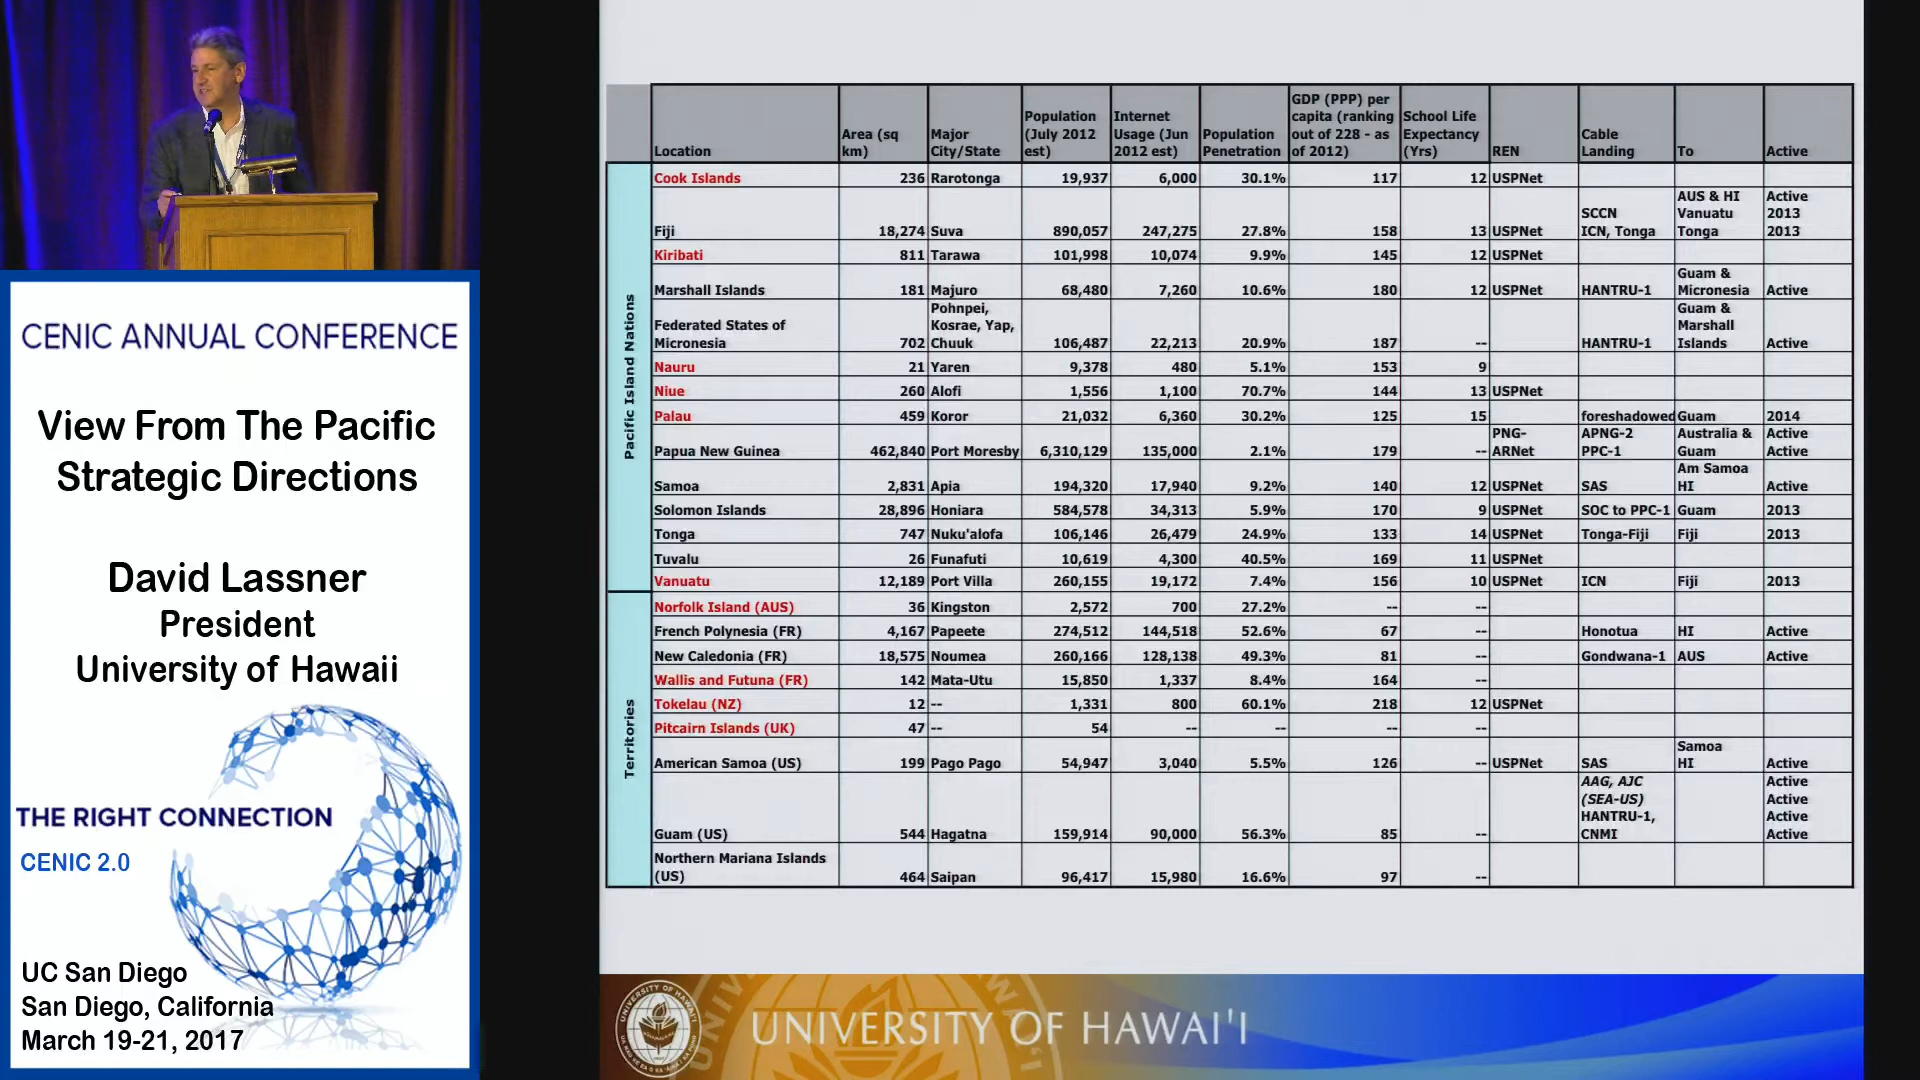 CENIC ANNUAL CONFERENCE
View From The Pacific
Strategic Directions
David Lassner
President
University of Hawaii
THE RIGHT CONNECTION
CENIC 2.0
UC San Diego
San Diego, California
March 19-21, 2017
Location Area (sq km) Major City/State Population (July 2012 est) Internet Usage (Jun 2012 est) Population Penetration GDP (PPP) per capita (ranking out of 228 - as of 2012) School Life Expectancy (Yrs) REN Cable Landing To Active
Pacific Island Nations
Cook Islands 236 Rarotonga 19,937 6,000 30.1% 117 12 USPNet
Fiji 18,274 Suva 890,057 247,275 27.8% 158 13 USPNet SCCN ICN, Tonga AUS & HI Vanuatu Tonga Active 2013 2013
Kiribati 811 Tarawa 101,998 10,074 9.9% 145 12 USPNet
Marshall Islands 181 Majuro 68,480 7,260 10.6% 180 12 USPNet HANTRU-1 Guam & Micronesia Active
Federated States of Micronesia 702 Pohnpei, Kosrae, Yap, Chuuk 106,487 22,213 20.9% 187 -- HANTRU-1 Guam & Marshall Islands Active
Nauru 21 Yaren 9,378 480 5.1% 153 9
Niue 260 Alofi 1,556 1,100 70.7% 144 13 USPNet
Palau 459 Koror 21,032 6,360 30.2% 125 15 foreshadowed Guam 2014
Papua New Guinea 462,840 Port Moresby 6,310,129 135,000 2.1% 179 -- PNG-ARNet APNG-2 PPC-1 Australia & Guam Active Active
Samoa 2,831 Apia 194,320 17,940 9.2% 140 12 USPNet SAS Am Samoa HI Active
Solomon Islands 28,896 Honiara 584,578 34,313 5.9% 170 9 USPNet SOC to PPC-1 Guam 2013
Tonga 747 Nuku'alofa 106,146 26,479 24.9% 133 14 USPNet Tonga-Fiji Fiji 2013
Tuvalu 26 Funafuti 10,619 4,300 40.5% 169 11 USPNet
Vanuatu 12,189 Port Villa 260,155 19,172 7.4% 156 10 USPNet ICN Fiji 2013
Territories
Norfolk Island (AUS) 36 Kingston 2,572 700 27.2% -- --
French Polynesia (FR) 4,167 Papeete 274,512 144,518 52.6% 67 -- Honotua HI Active
New Caledonia (FR) 18,575 Noumea 260,166 128,138 49.3% 81 -- Gondwana-1 AUS Active
Wallis and Futuna (FR) 142 Mata-Utu 15,850 1,337 8.4% 164 --
Tokelau (NZ) 12 -- 1,331 800 60.1% 218 12 USPNet
Pitcairn Islands (UK) 47 -- 54 -- -- -- --
American Samoa (US) 199 Pago Pago 54,947 3,040 5.5% 126 -- USPNet SAS Samoa HI Active
Guam (US) 544 Hagatna 159,914 90,000 56.3% 85 -- AAG, AJC (SEA-US) HANTRU-1, CNMI Active Active Active Active
Northern Mariana Islands (US) 464 Saipan 96,417 15,980 16.6% 97 --
UNIVERSITY OF HAWAI'I